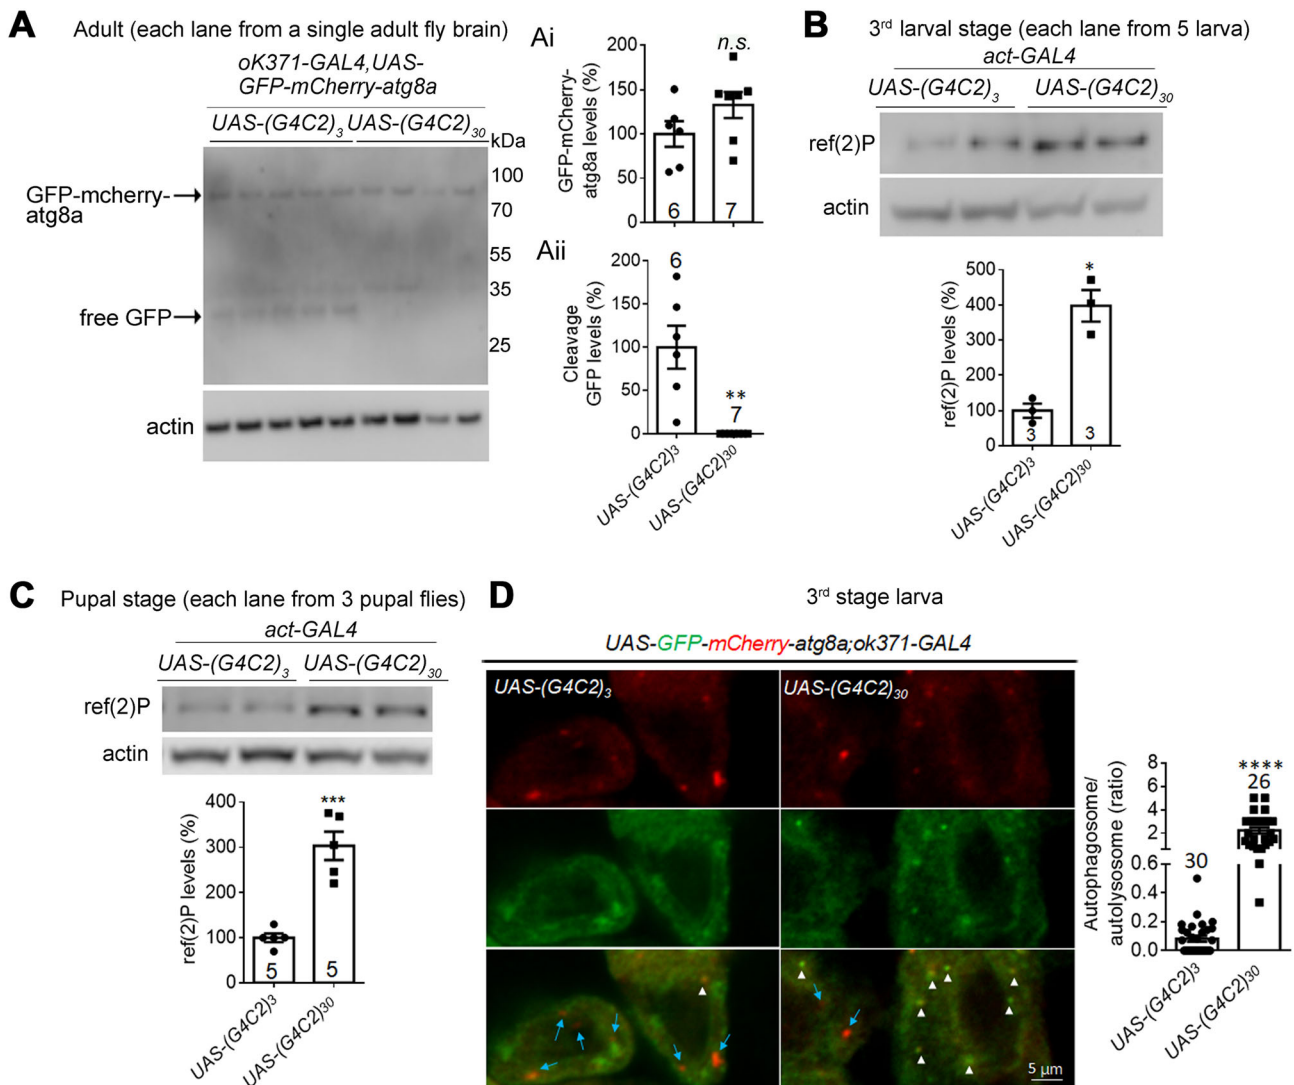 A
Adult (each lane from a single adult fly brain)
oK371-GAL4,UAS-
GFP-mCherry-atg8a
UAS-(G4C2)3 UAS-(G4C2)30
kDa
GFP-mcherry-
atg8a
100
70
55
35
free GFP
25
actin
Ai
GFP-mCherry-
atg8a levels (%)
200
150
100
50
0
n.s.
6
7
Aii
Cleavage
GFP levels (%)
200
150
100
50
0
6
**
7
UAS-(G4C2)3
UAS-(G4C2)30
B
3rd larval stage (each lane from 5 larva)
act-GAL4
UAS-(G4C2)3
UAS-(G4C2)30
ref(2)P
actin
ref(2)P levels (%)
500
400
300
200
100
0
*
3
3
UAS-(G4C2)3
UAS-(G4C2)30
C
Pupal stage (each lane from 3 pupal flies)
act-GAL4
UAS-(G4C2)3
UAS-(G4C2)30
ref(2)P
actin
ref(2)P levels (%)
400
300
200
100
0
***
5
5
UAS-(G4C2)3
UAS-(G4C2)30
D
3rd stage larva
UAS-GFP-mCherry-atg8a;ok371-GAL4
UAS-(G4C2)3
UAS-(G4C2)30
5 µm
Autophagosome/
autolysosome (ratio)
8
6
4
2
0.6
0.4
0.2
0.0
30
****
26
UAS-(G4C2)3
UAS-(G4C2)30